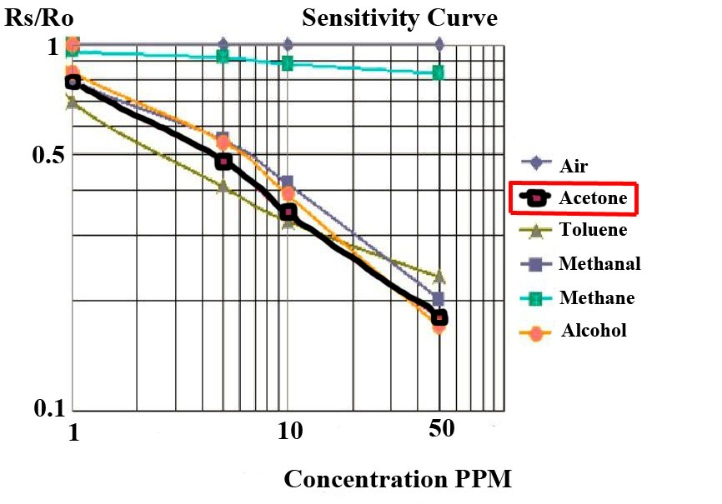 Rs/Ro
Sensitivity Curve
1
0.5
0.1
1
10
50
Concentration PPM
Air
Acetone
Toluene
Methanal
Methane
Alcohol